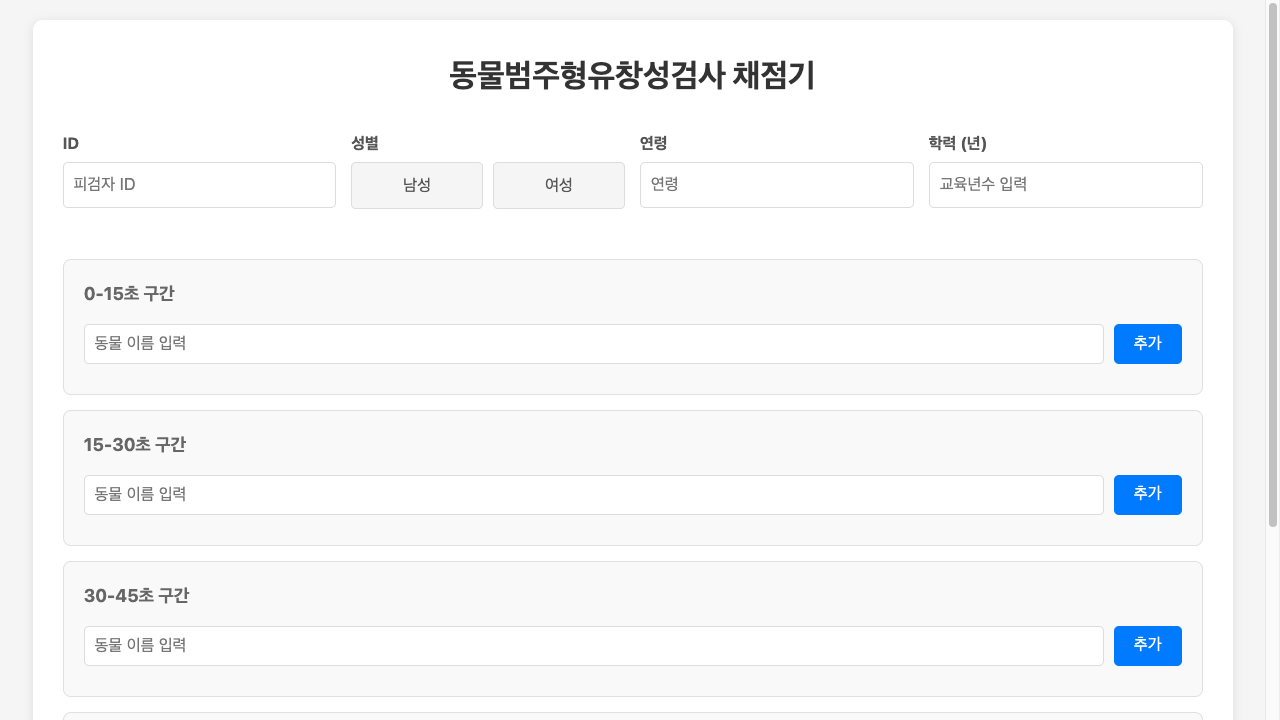 동물범주형유창성검사 채점기
ID
성별
연령
학력 (년)
피검자 ID
남성
여성
연령
교육년수 입력
0-15초 구간
동물 이름 입력
추가
15-30초 구간
동물 이름 입력
추가
30-45초 구간
동물 이름 입력
추가